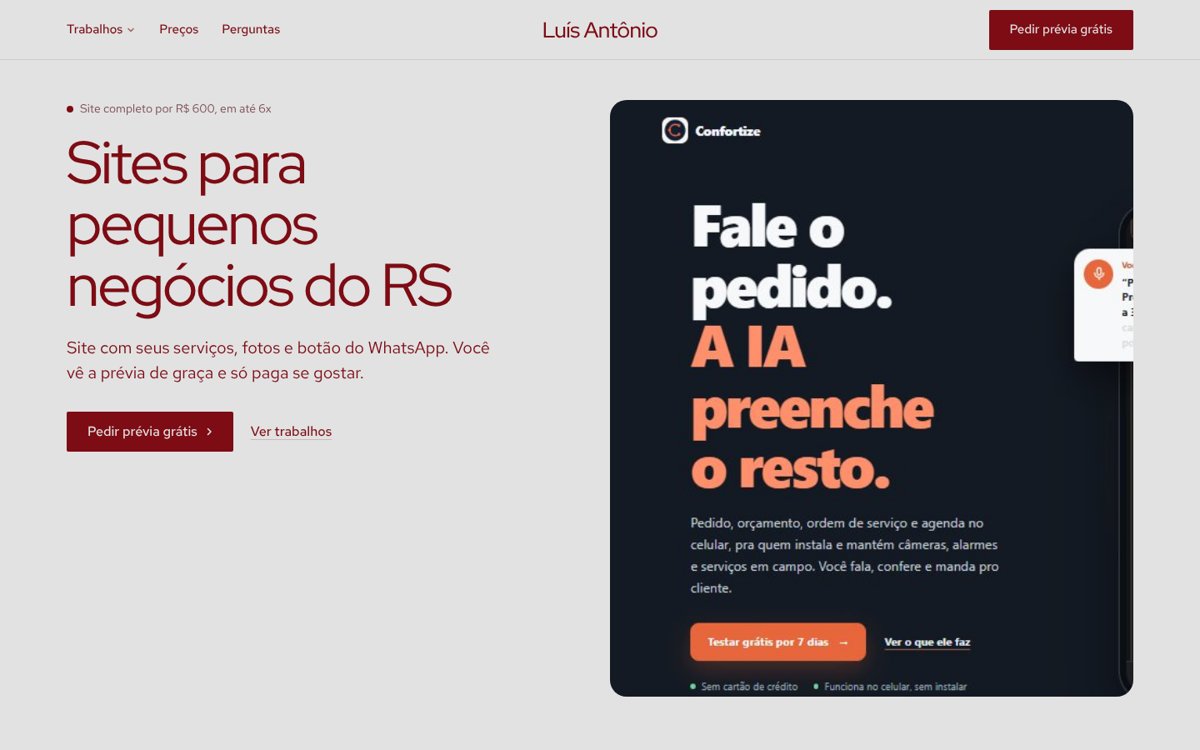 Trabalhos
Preços
Perguntas
Luís Antônio
Pedir prévia grátis
Site completo por R$ 600, em até 6x
Sites para
pequenos
negócios do RS
Site com seus serviços, fotos e botão do WhatsApp. Você
vê a prévia de graça e só paga se gostar.
Pedir prévia grátis
Ver trabalhos
Confortize
Fale o
pedido.
A IA
preenche
o resto.
Pedido, orçamento, ordem de serviço e agenda no
celular, pra quem instala e mantém câmeras, alarmes
e serviços em campo. Você fala, confere e manda pro
cliente.
Testar grátis por 7 dias →
Ver o que ele faz
Sem cartão de crédito
Funciona no celular, sem instalar